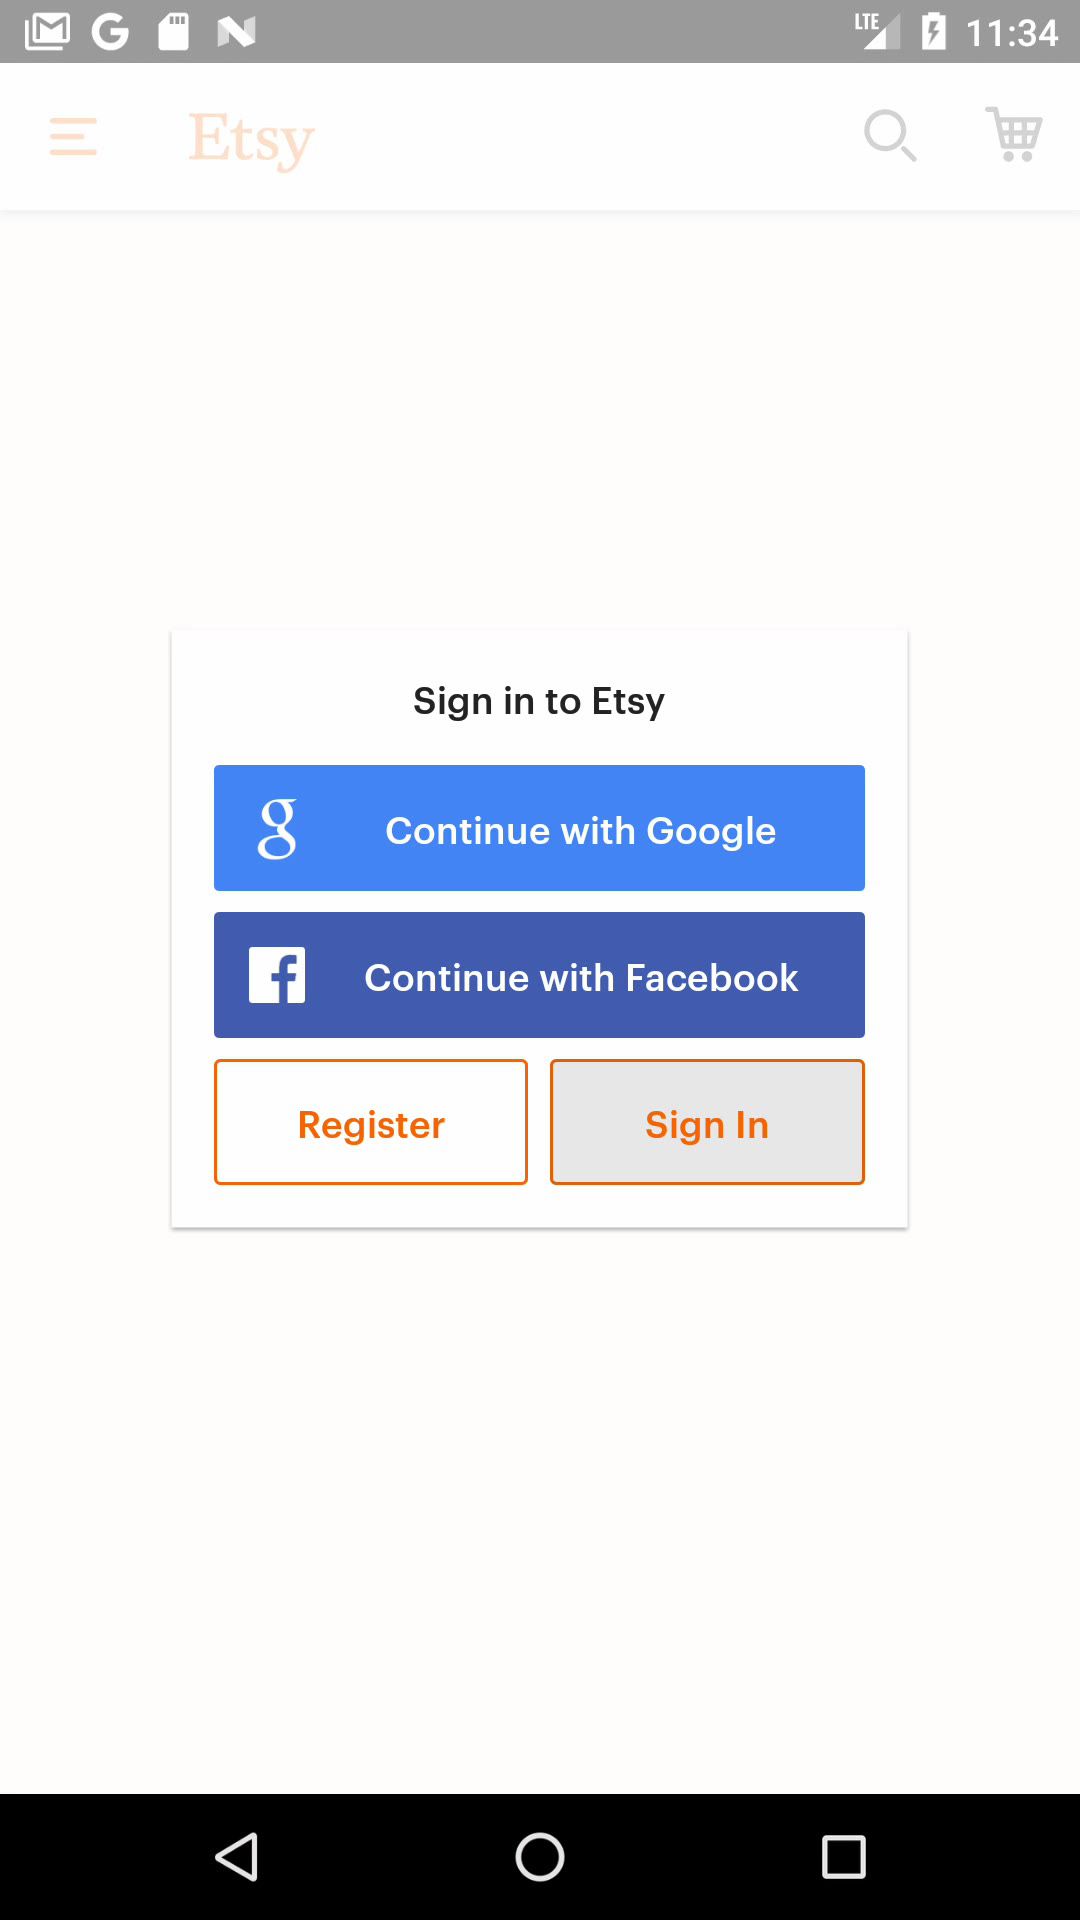 LTE 11:34
Etsy
Sign in to Etsy
Continue with Google
Continue with Facebook
Register Sign In